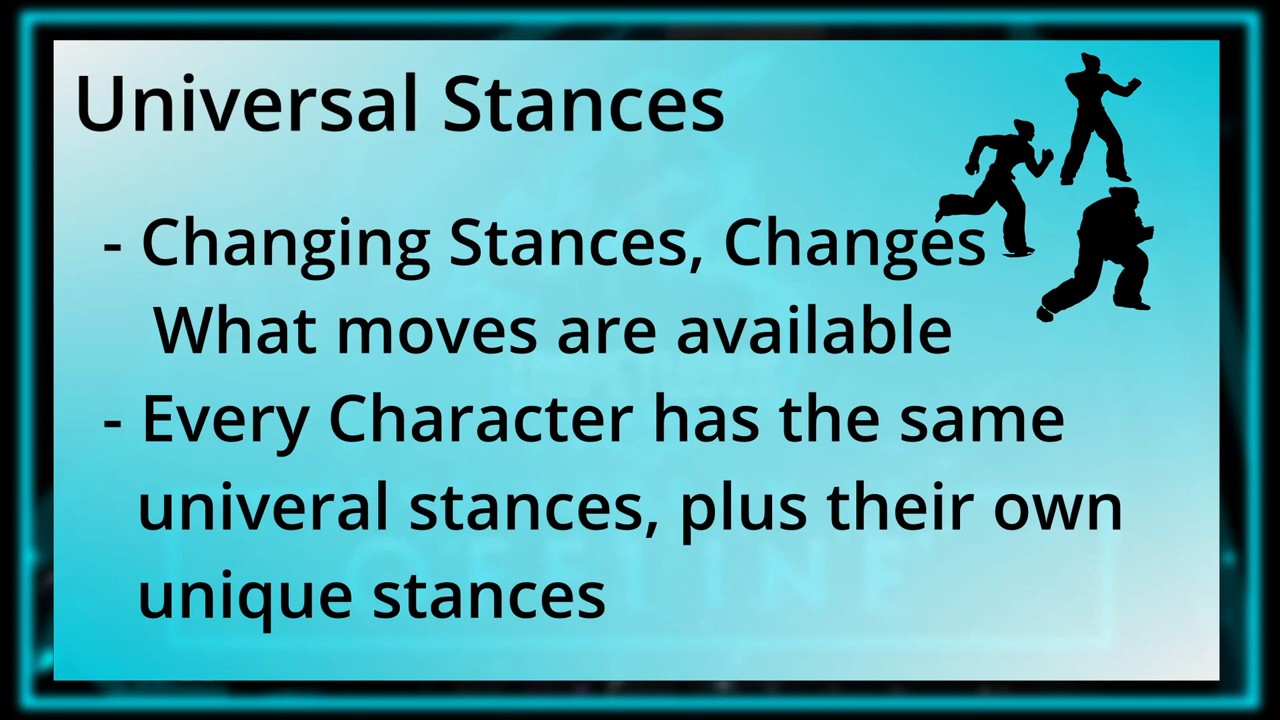 Universal Stances
- Changing Stances, Changes
What moves are available
- Every Character has the same
univeral stances, plus their own
unique stances
OFFLINE